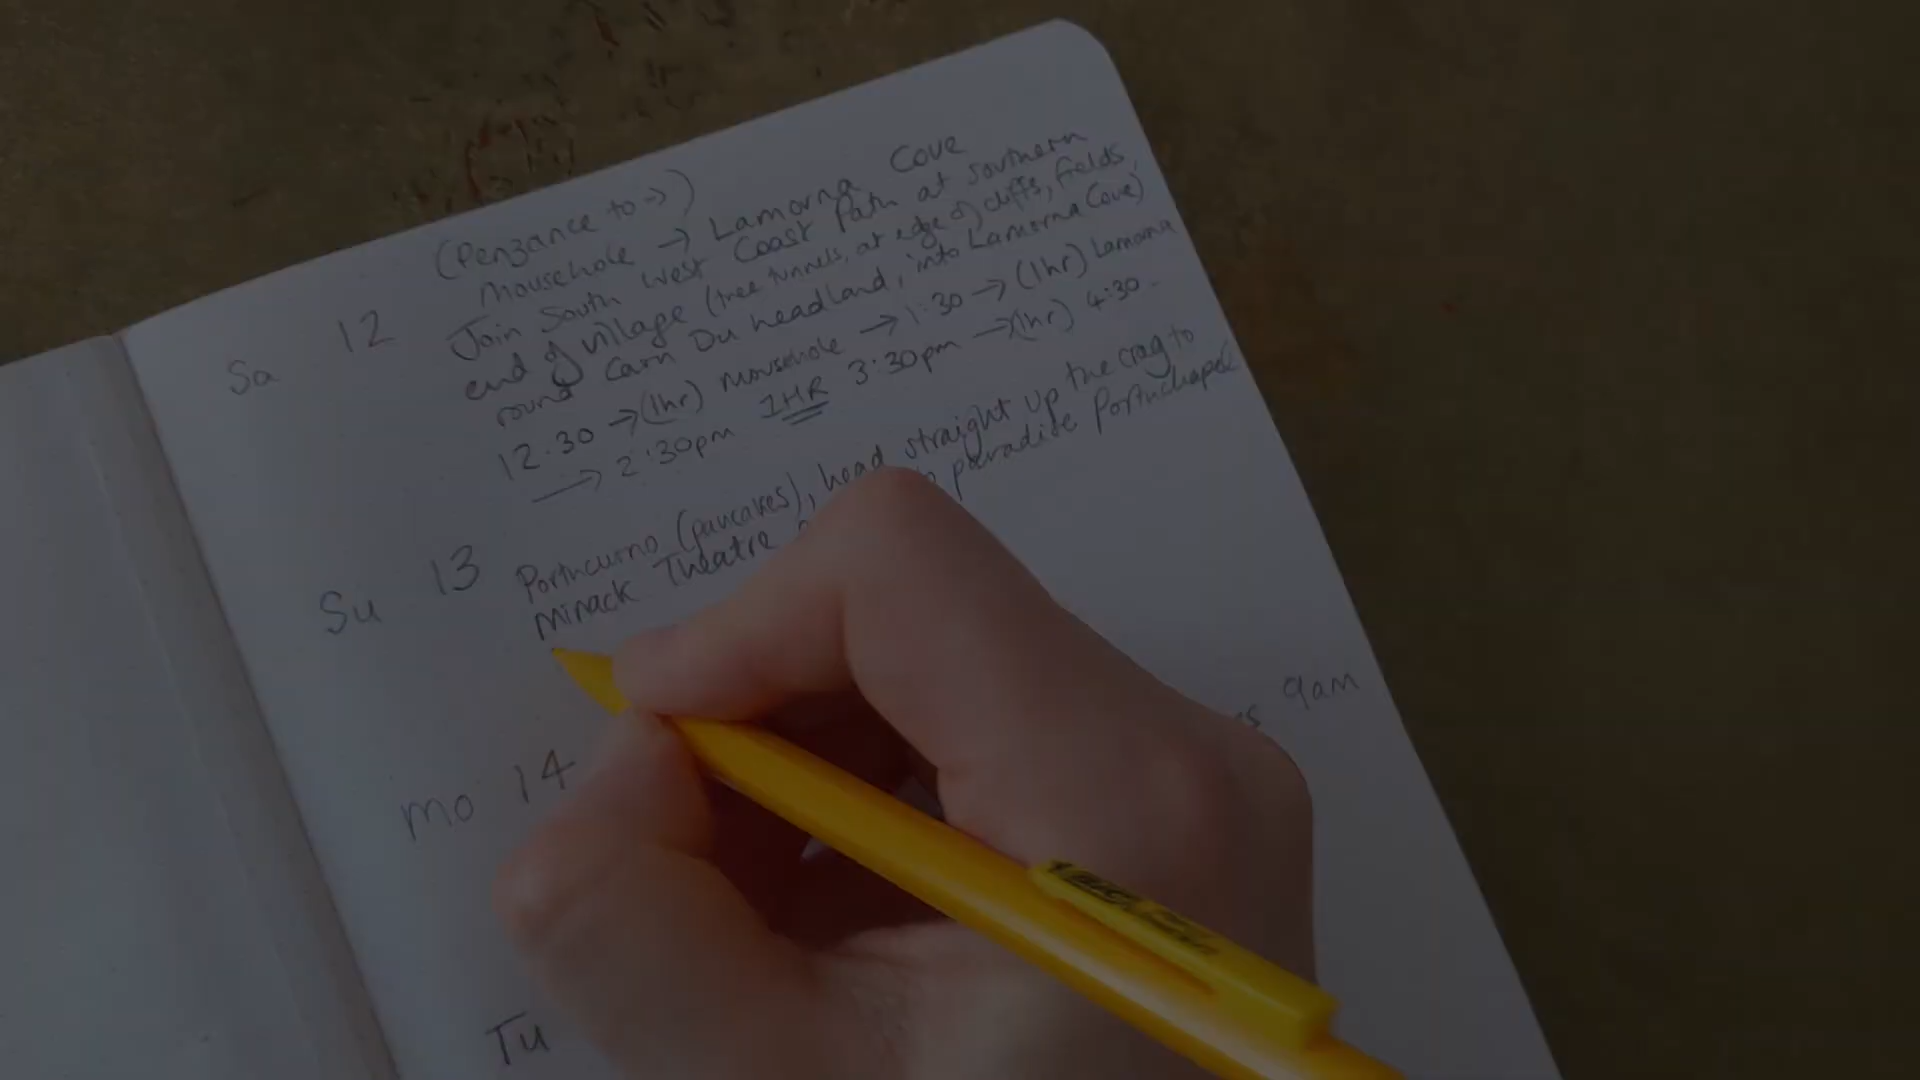 (Penzance to →)
Mousehole → Lamorna Cove
Sa 12 Join South West Coast Path at southern
end of village (tree tunnels, at edge of cliffs, fields,
round Carn Du headland, into Lamorna Cove)
12.30 → (1hr) Mousehole → 1:30 → (1hr) Lamorna
→ 2:30pm 1HR 3:30pm → (1hr) 4:30
Su 13 Porthcurno (pancakes), head straight up the crag to
Minack Theatre paradise Porthchapel
9am
Mo 14
Tu